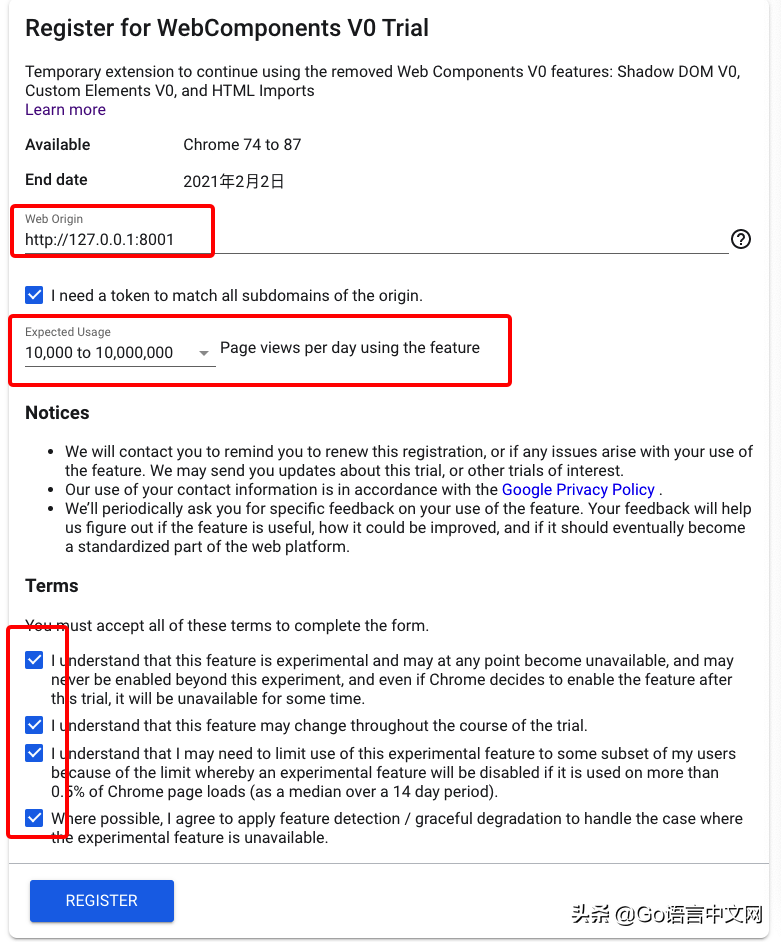 Register for WebComponents V0 Trial
Temporary extension to continue using the removed Web Components V0 features: Shadow DOM V0,
Custom Elements V0, and HTML Imports
Learn more
Available Chrome 74 to 87
End date 2021年2月2日
Web Origin
http://127.0.0.1:8001
I need a token to match all subdomains of the origin.
Expected Usage
10,000 to 10,000,000 Page views per day using the feature
Notices
• We will contact you to remind you to renew this registration, or if any issues arise with your use of
the feature. We may send you updates about this trial, or other trials of interest.
• Our use of your contact information is in accordance with the Google Privacy Policy .
• We’ll periodically ask you for specific feedback on your use of the feature. Your feedback will help
us figure out if the feature is useful, how it could be improved, and if it should eventually become
a standardized part of the web platform.
Terms
You must accept all of these terms to complete the form.
I understand that this feature is experimental and may at any point become unavailable, and may
never be enabled beyond this experiment, and even if Chrome decides to enable the feature after
this trial, it will be unavailable for some time.
I understand that this feature may change throughout the course of the trial.
I understand that I may need to limit use of this experimental feature to some subset of my users
because of the limit whereby an experimental feature will be disabled if it is used on more than
0.5% of Chrome page loads (as a median over a 14 day period).
Where possible, I agree to apply feature detection / graceful degradation to handle the case where
the experimental feature is unavailable.
REGISTER
头条 @Go语言中文网